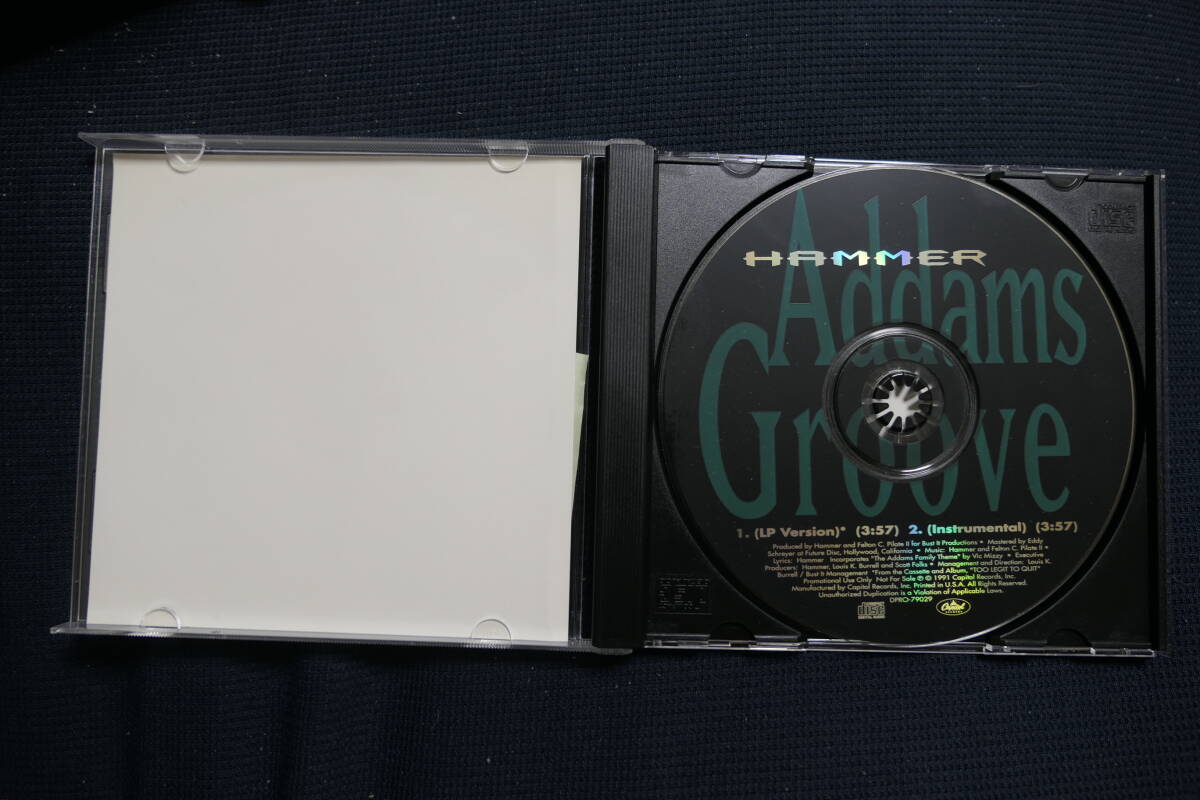 HAMMER
Addams
Groove
1. (LP Version)* (3:57) 2. (Instrumental) (3:57)
Produced by Hammer and Felton C. Pilate II for Bust It Productions • Mastered by Eddy
Schreyer at Future Disc, Hollywood, California • Music: Hammer and Felton C. Pilate II •
Lyrics: Hammer Incorporates "The Addams Family Theme" by Vic Mizzy • Executive
Producers: Hammer, Louis K. Burrell and Scott Folks • Management and Direction: Louis K.
Burrell / Bust It Management *From the Cassette and Album, "TOO LEGIT TO QUIT"
Promotional Use Only Not For Sale ℗ © 1991 Capitol Records, Inc.
Manufactured by Capitol Records, Inc. Printed in U.S.A. All Rights Reserved.
Unauthorized Duplication is a Violation of Applicable Laws.
DPRO-79029
disc
DIGITAL AUDIO
Capitol
disc